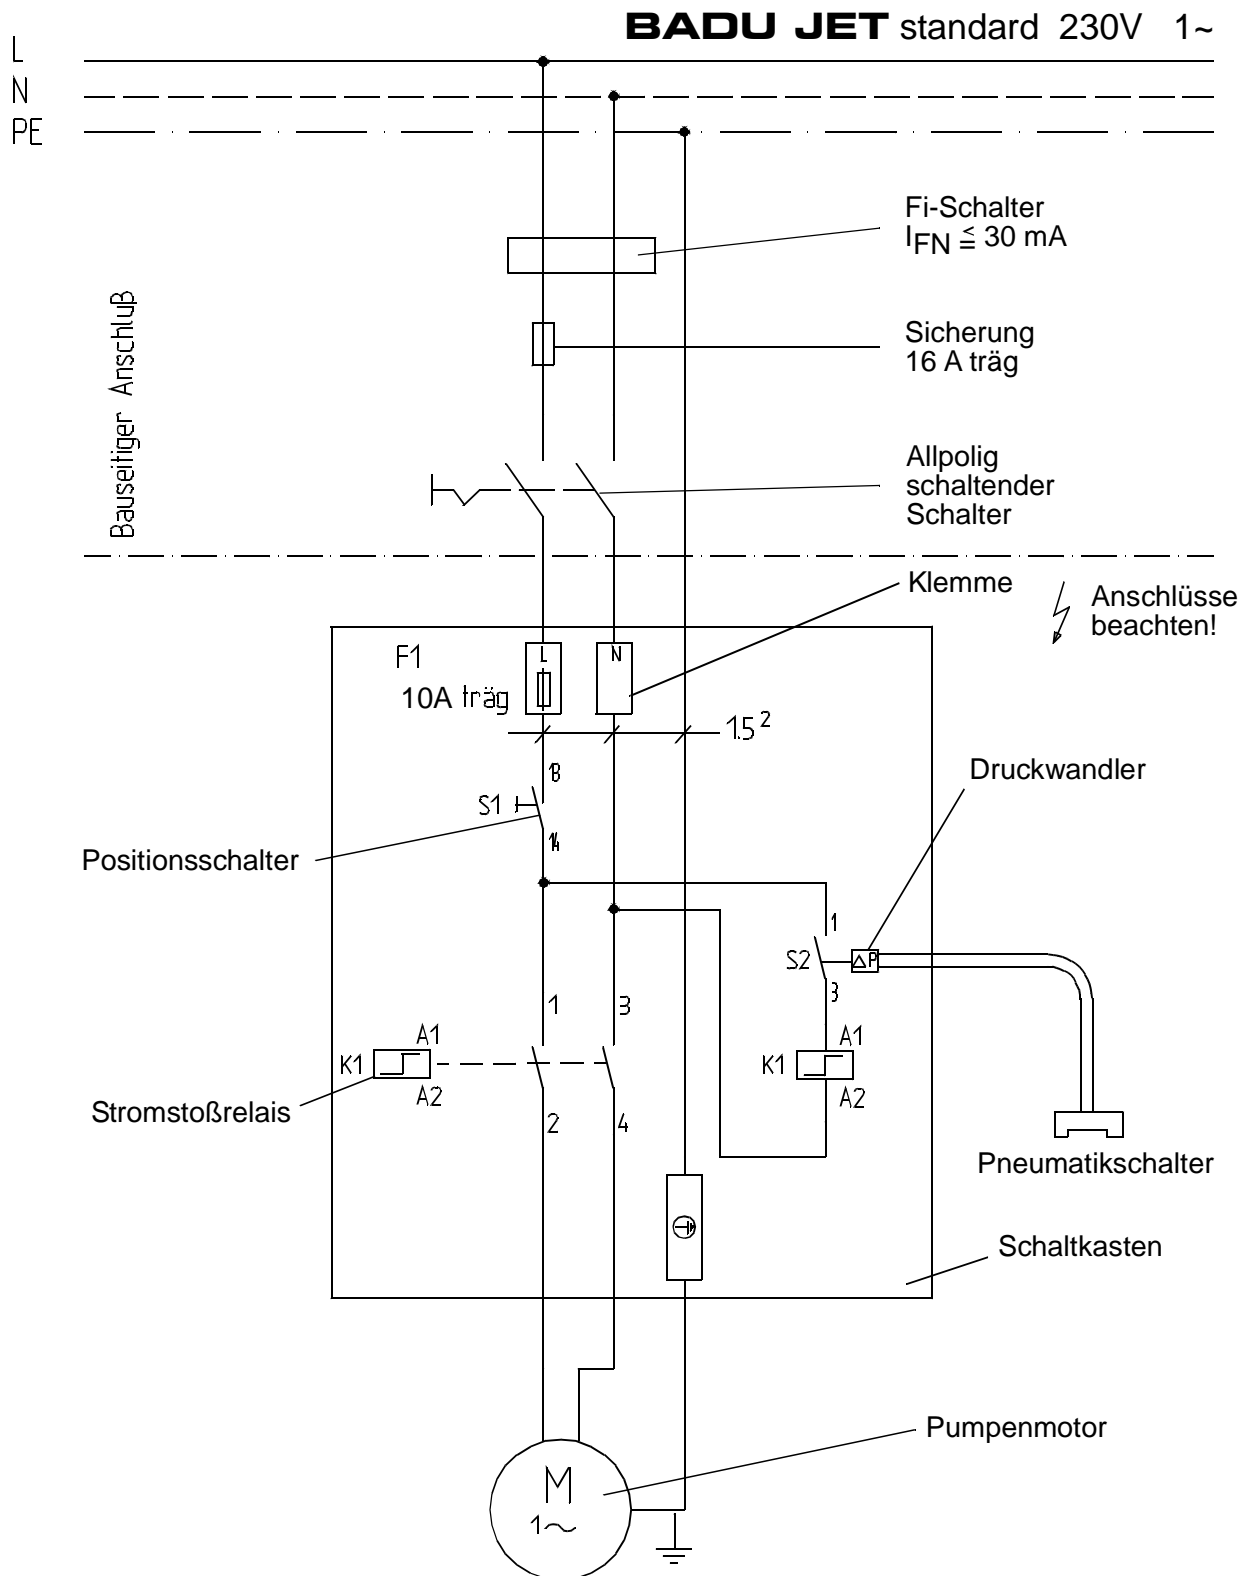 BADU JET standard 230V 1~
L
N
PE
Fi-Schalter
IFN ≦ 30 mA
Bauseitiger Anschluß
Sicherung
16 A träg
Allpolig
schaltender
Schalter
Klemme
Anschlüsse
beachten!
F1
10A träg
L
N
1.5²
Druckwandler
13
S1
14
Positionsschalter
1
S2
ΔP
3
1
3
A1
K1
A2
2
4
A1
K1
A2
Stromstoßrelais
Pneumatikschalter
Schaltkasten
Pumpenmotor
M
1~